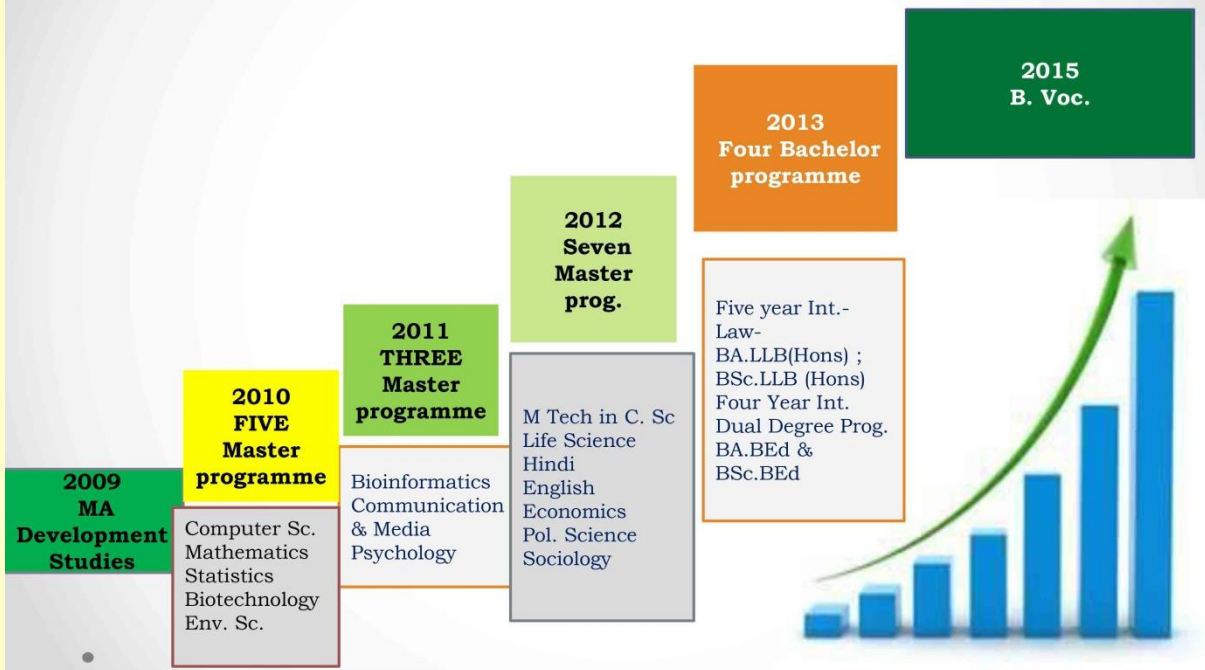 2009
MA
Development
Studies
2010
FIVE
Master
programme
Computer Sc.
Mathematics
Statistics
Biotechnology
Env. Sc.
2011
THREE
Master
programme
Bioinformatics
Communication
& Media
Psychology
2012
Seven
Master
prog.
M Tech in C. Sc
Life Science
Hindi
English
Economics
Pol. Science
Sociology
2013
Four Bachelor
programme
Five year Int.-
Law-
BA.LLB(Hons) ;
BSc.LLB (Hons)
Four Year Int.
Dual Degree Prog.
BA.BEd &
BSc.BEd
2015
B. Voc.